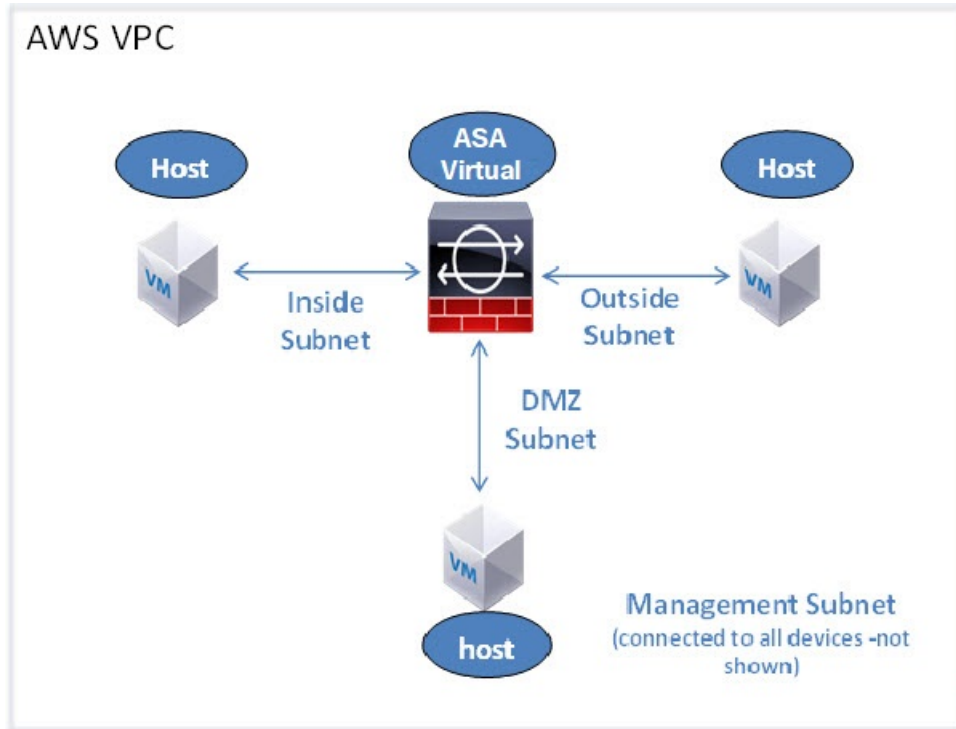 AWS VPC
Host
ASA
Virtual
Host
VM
VM
Inside
Subnet
Outside
Subnet
DMZ
Subnet
VM
host
Management Subnet
(connected to all devices -not
shown)